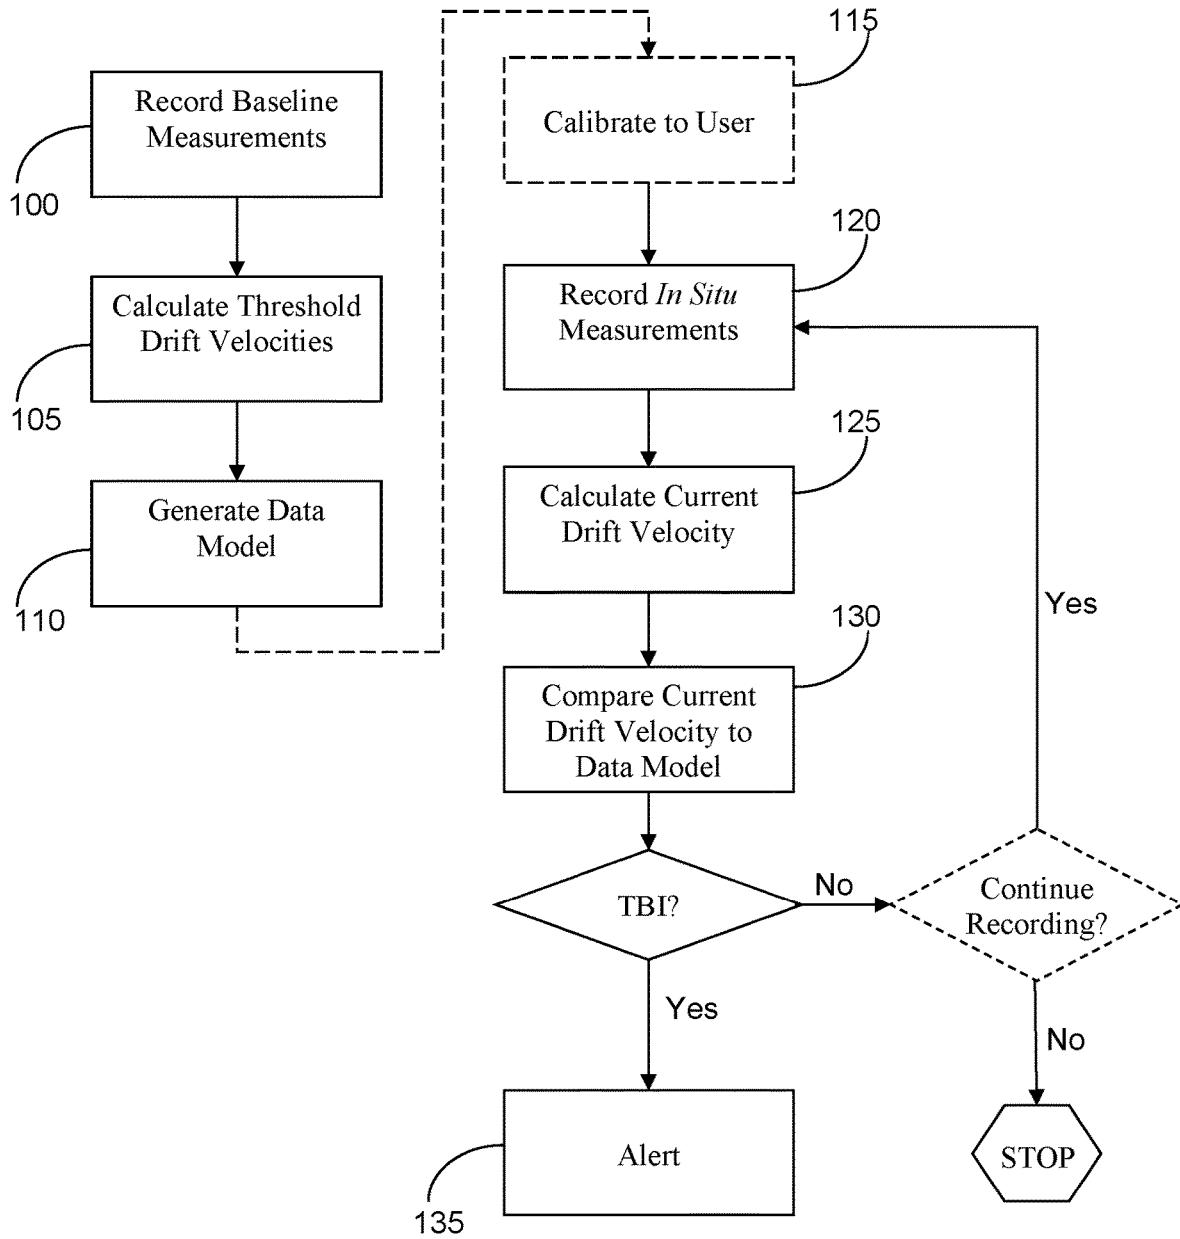 Record Baseline
Measurements
100
Calculate Threshold
Drift Velocities
105
Generate Data
Model
110
115
Calibrate to User
120
Record In Situ
Measurements
125
Calculate Current
Drift Velocity
130
Compare Current
Drift Velocity to
Data Model
TBI?
No
Continue
Recording?
Yes
Yes
No
Alert
135
STOP